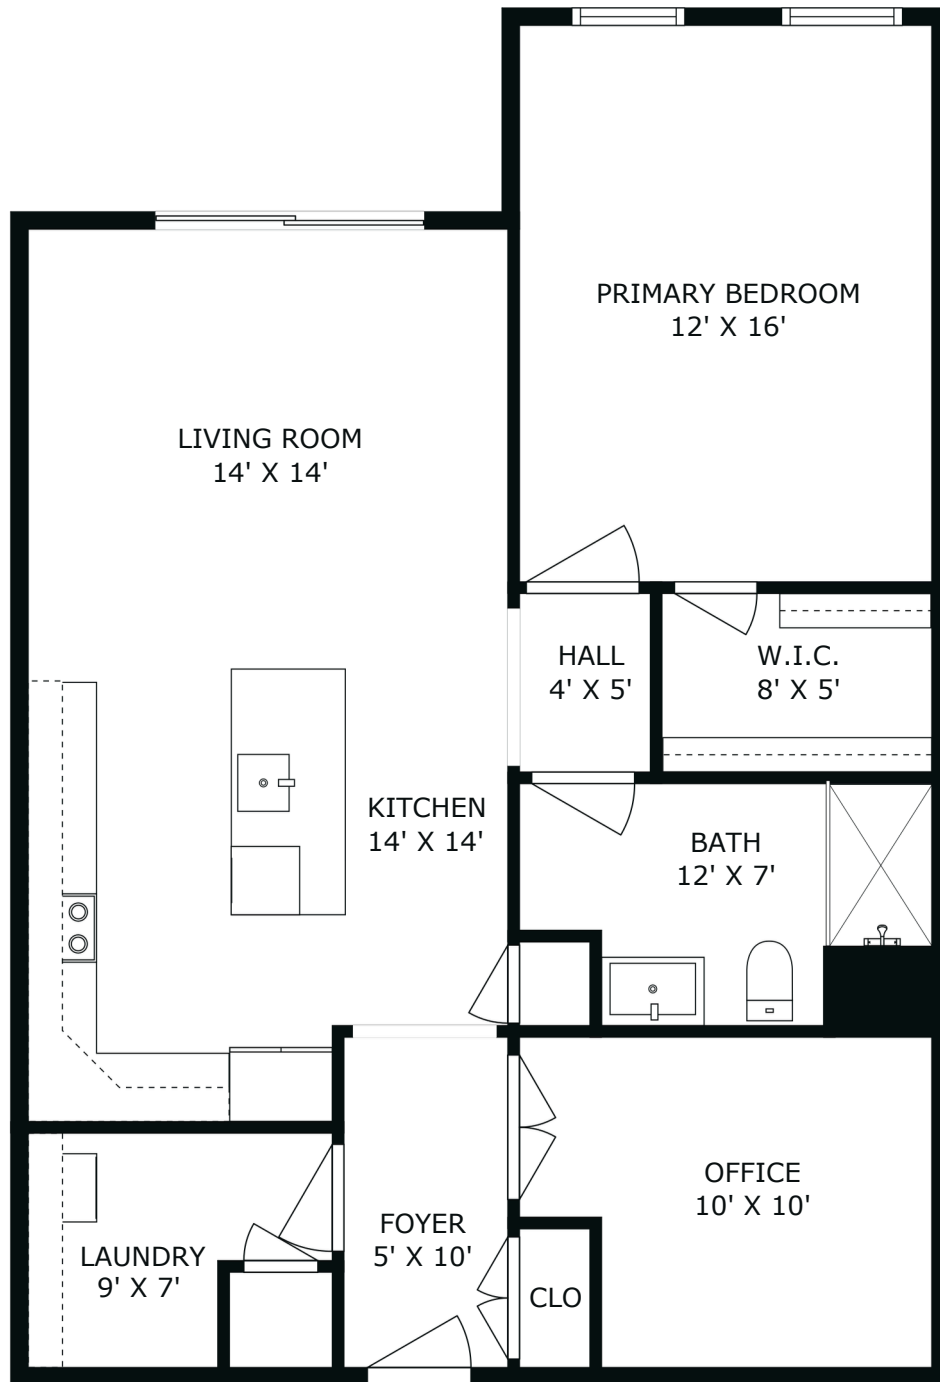 PRIMARY BEDROOM
12' X 16'
LIVING ROOM
14' X 14'
HALL
4' X 5'
W.I.C.
8' X 5'
KITCHEN
14' X 14'
BATH
12' X 7'
OFFICE
10' X 10'
FOYER
5' X 10'
LAUNDRY
9' X 7'
CLO